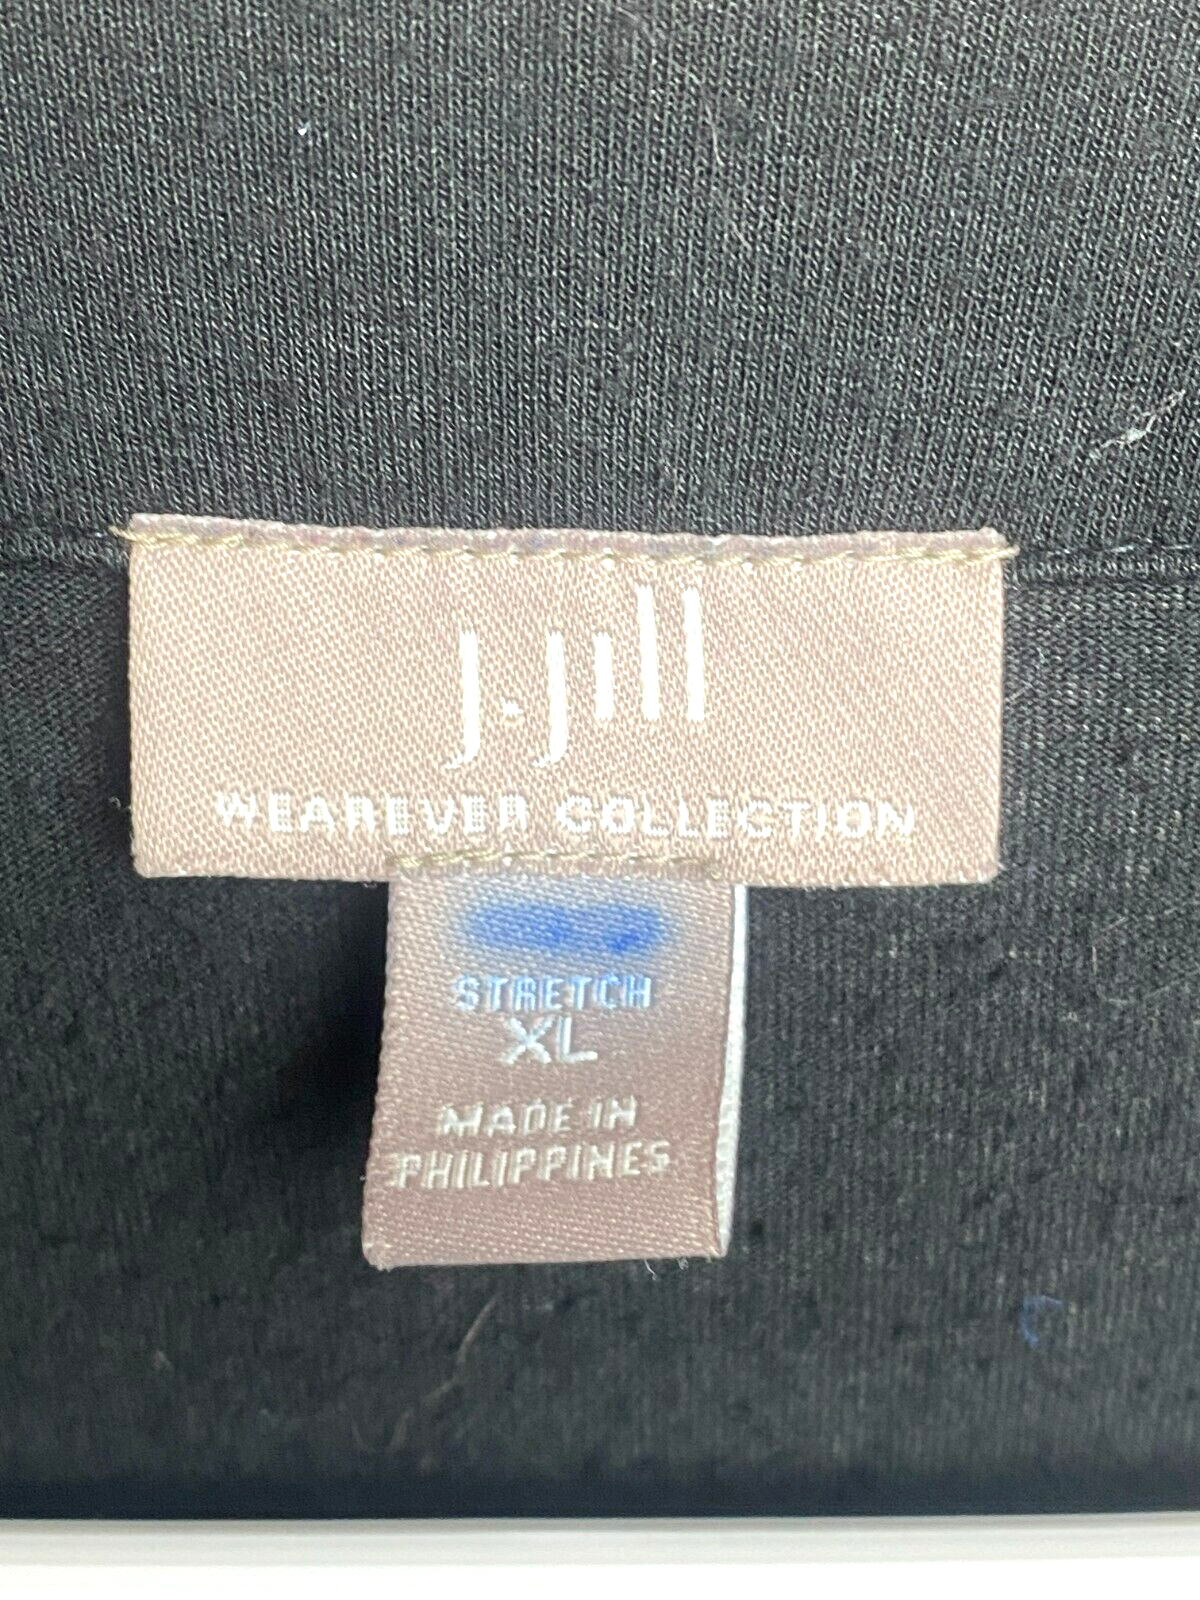 J.Jill
WEAREVER COLLECTION
STRETCH
XL
MADE IN
PHILIPPINES